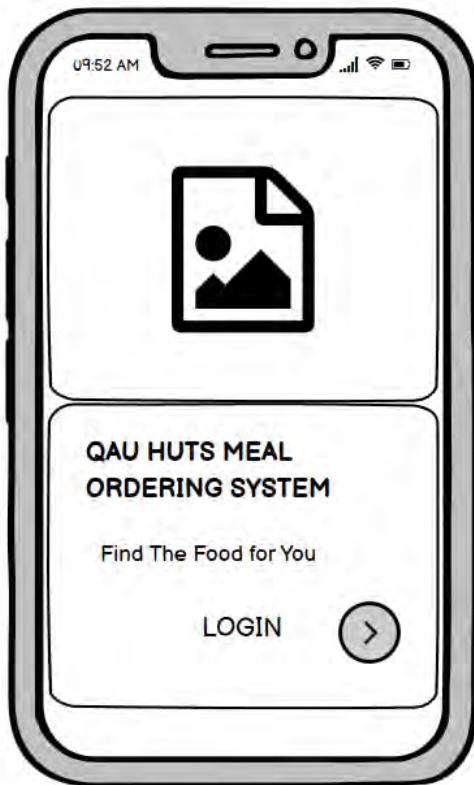 09:52 AM
QAU HUTS MEAL
ORDERING SYSTEM
Find The Food for You
LOGIN